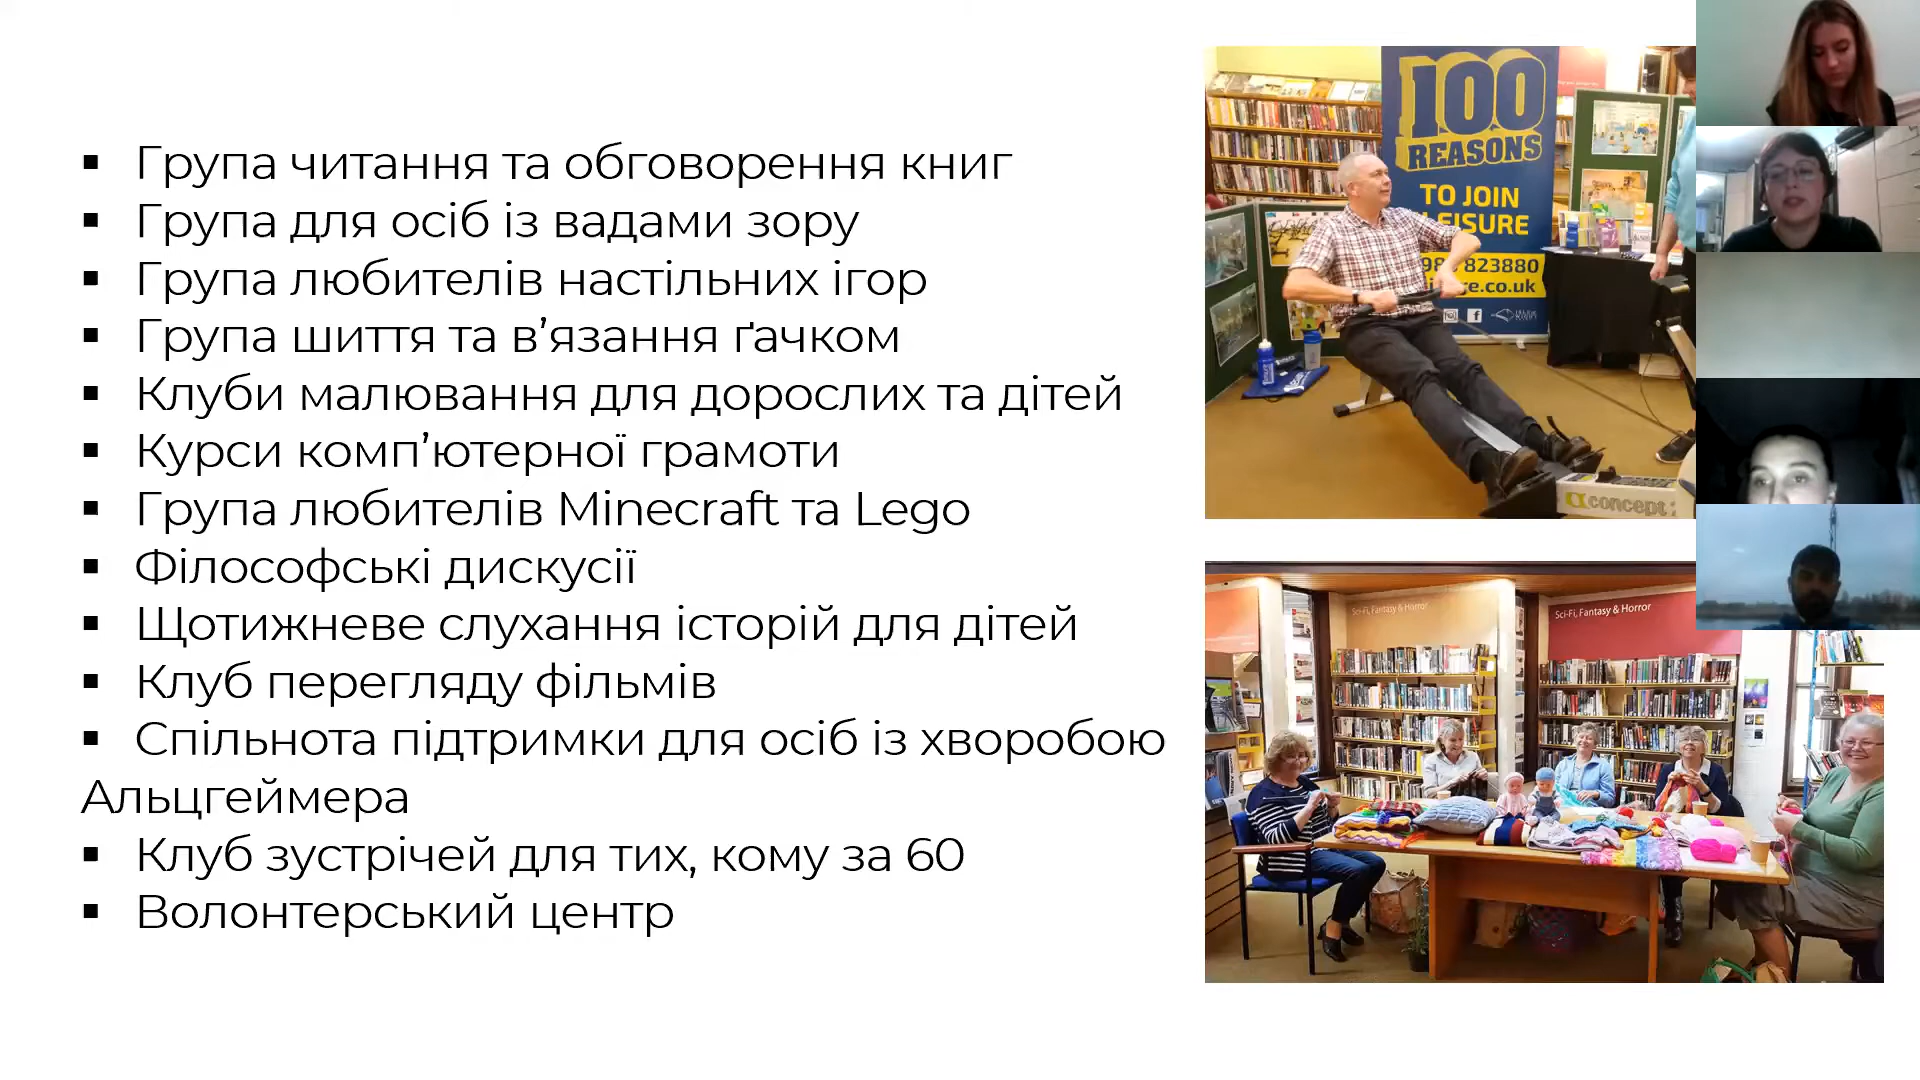 ▪ Група читання та обговорення книг
▪ Група для осіб із вадами зору
▪ Група любителів настільних ігор
▪ Група шиття та в’язання ґачком
▪ Клуби малювання для дорослих та дітей
▪ Курси комп’ютерної грамоти
▪ Група любителів Minecraft та Lego
▪ Філософські дискусії
▪ Щотижневе слухання історій для дітей
▪ Клуб перегляду фільмів
▪ Спільнота підтримки для осіб із хворобою
Альцгеймера
▪ Клуб зустрічей для тих, кому за 60
▪ Волонтерський центр
100
REASONS
TO JOIN
823880
.co.uk
concept
Sci-Fi, Fantasy & Horror
Sci-Fi, Fantasy & Horror